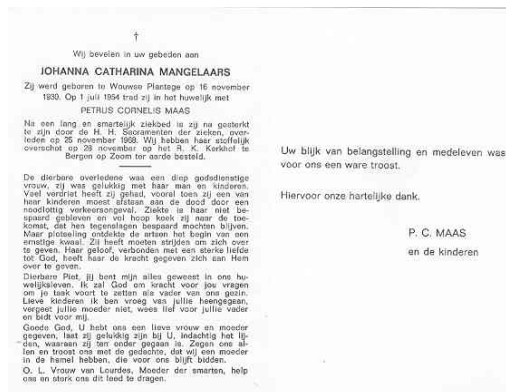 †
Wij bevelen in uw gebeden aan
JOHANNA CATHARINA MANGELAARS
Zij werd geboren te Wouwse Plantage op 16 november
1930. Op 1 juli 1954 trad zij in het huwelijk met
PETRUS CORNELIS MAAS
Na een lang en smartelijk ziekbed is zij na gesterkt
te zijn door de H. H. Sacramenten der zieken, over-
leden op 25 november 1968. Wij hebben haar stoffelijk
overschot op 28 november op het R. K. Kerkhof te
Bergen op Zoom ter aarde besteld.
De dierbare overledene was een diep godsdienstige
vrouw, zij was gelukkig met haar man en kinderen.
Veel verdriet heeft zij gehad, vooral toen zij een van
haar kinderen moest afstaan aan de dood door een
noodlottig verkeersongeval. Ziekte is haar niet be-
spaard gebleven en vol hoop keek zij naar de toe-
komst, dat hen tegenslagen bespaard mochten blijven.
Maar plotseling ontdekte de artsen het begin van een
ernstige kwaal. Zij heeft moeten strijden om zich over
te geven. Haar geloof, verbonden met een sterke liefde
tot God, heeft haar de kracht gegeven zich aan Hem
over te geven.
Dierbare Piet, jij bent mijn alles geweest in ons hu-
welijksleven. Ik zal God om kracht voor jou vragen
om je taak voort te zetten als vader van ons gezin.
Lieve kinderen ik ben vroeg van jullie heengegaan,
vergeet jullie moeder niet, wees lief voor jullie vader
en bidt voor mij.
Goede God, U hebt ons een lieve vrouw en moeder
gegeven, laat zij gelukkig zijn bij U, indachtig het lij-
den, waaraan zij ten onder gegaan is. Zegen ons al-
len en troost ons met de gedachte, dat wij een moeder
in de hemel hebben, die voor ons blijft bidden.
O. L. Vrouw van Lourdes, Moeder der smarten, help
ons en sterk ons dit leed te dragen.
Uw blijk van belangstelling en medeleven was
voor ons een ware troost.
Hiervoor onze hartelijke dank.
P. C. MAAS
en de kinderen